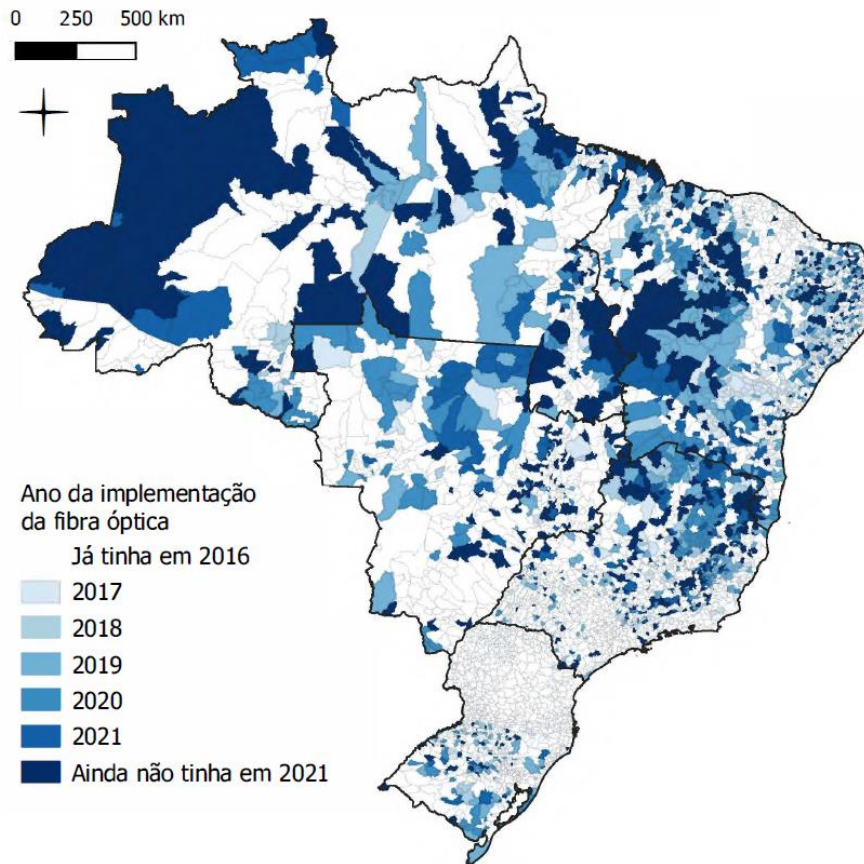 0 250 500 km
Ano da implementação
da fibra óptica
Já tinha em 2016
2017
2018
2019
2020
2021
Ainda não tinha em 2021